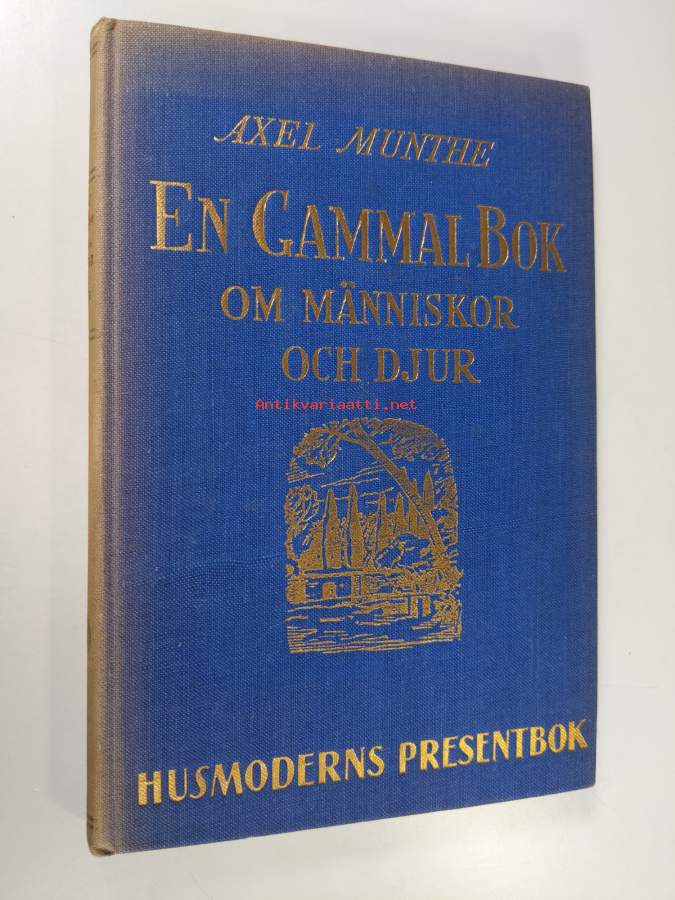 AXEL MUNTHE
EN GAMMAL BOK
OM MÄNNISKOR
OCH DJUR
Antikvariaatti.net
HUSMODERNS PRESENTBOK